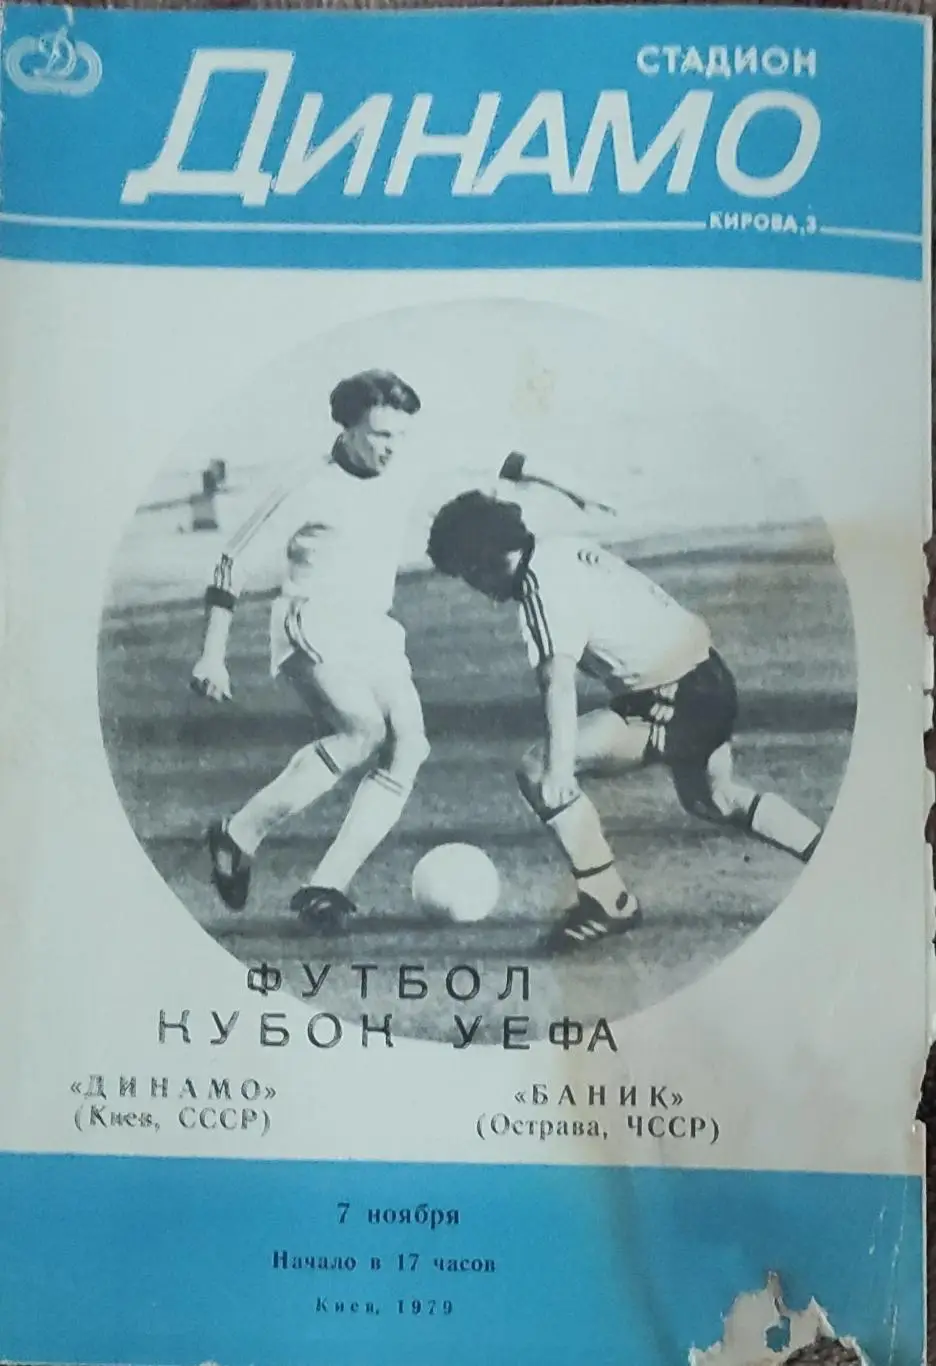 СТАДИОН
ДИНАМО
КИРОВА, 3
ФУТБОЛ
КУБОК УЕФА
«ДИНАМО»
(Киев, СССР)
«БАНИК»
(Острава, ЧССР)
7 ноября
Начало в 17 часов
Киев, 1979